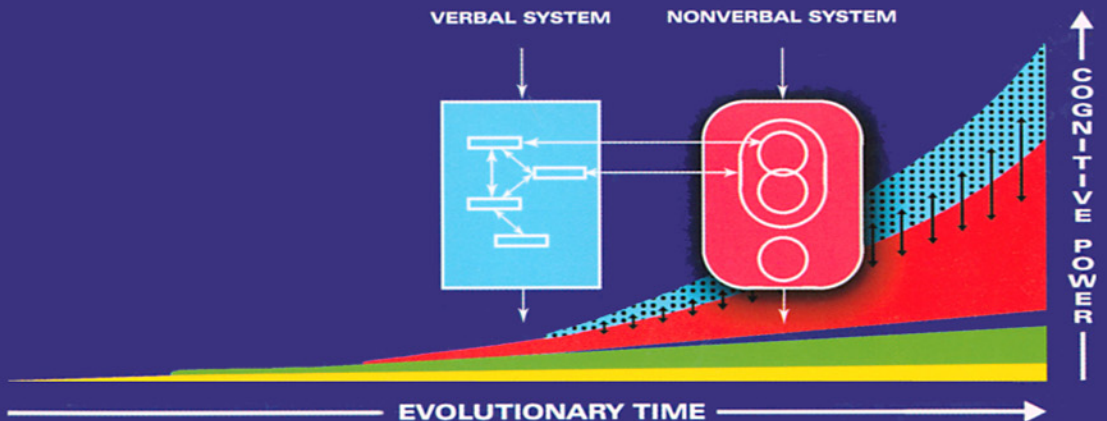 VERBAL SYSTEM
NONVERBAL SYSTEM
COGNITIVE POWER
EVOLUTIONARY TIME